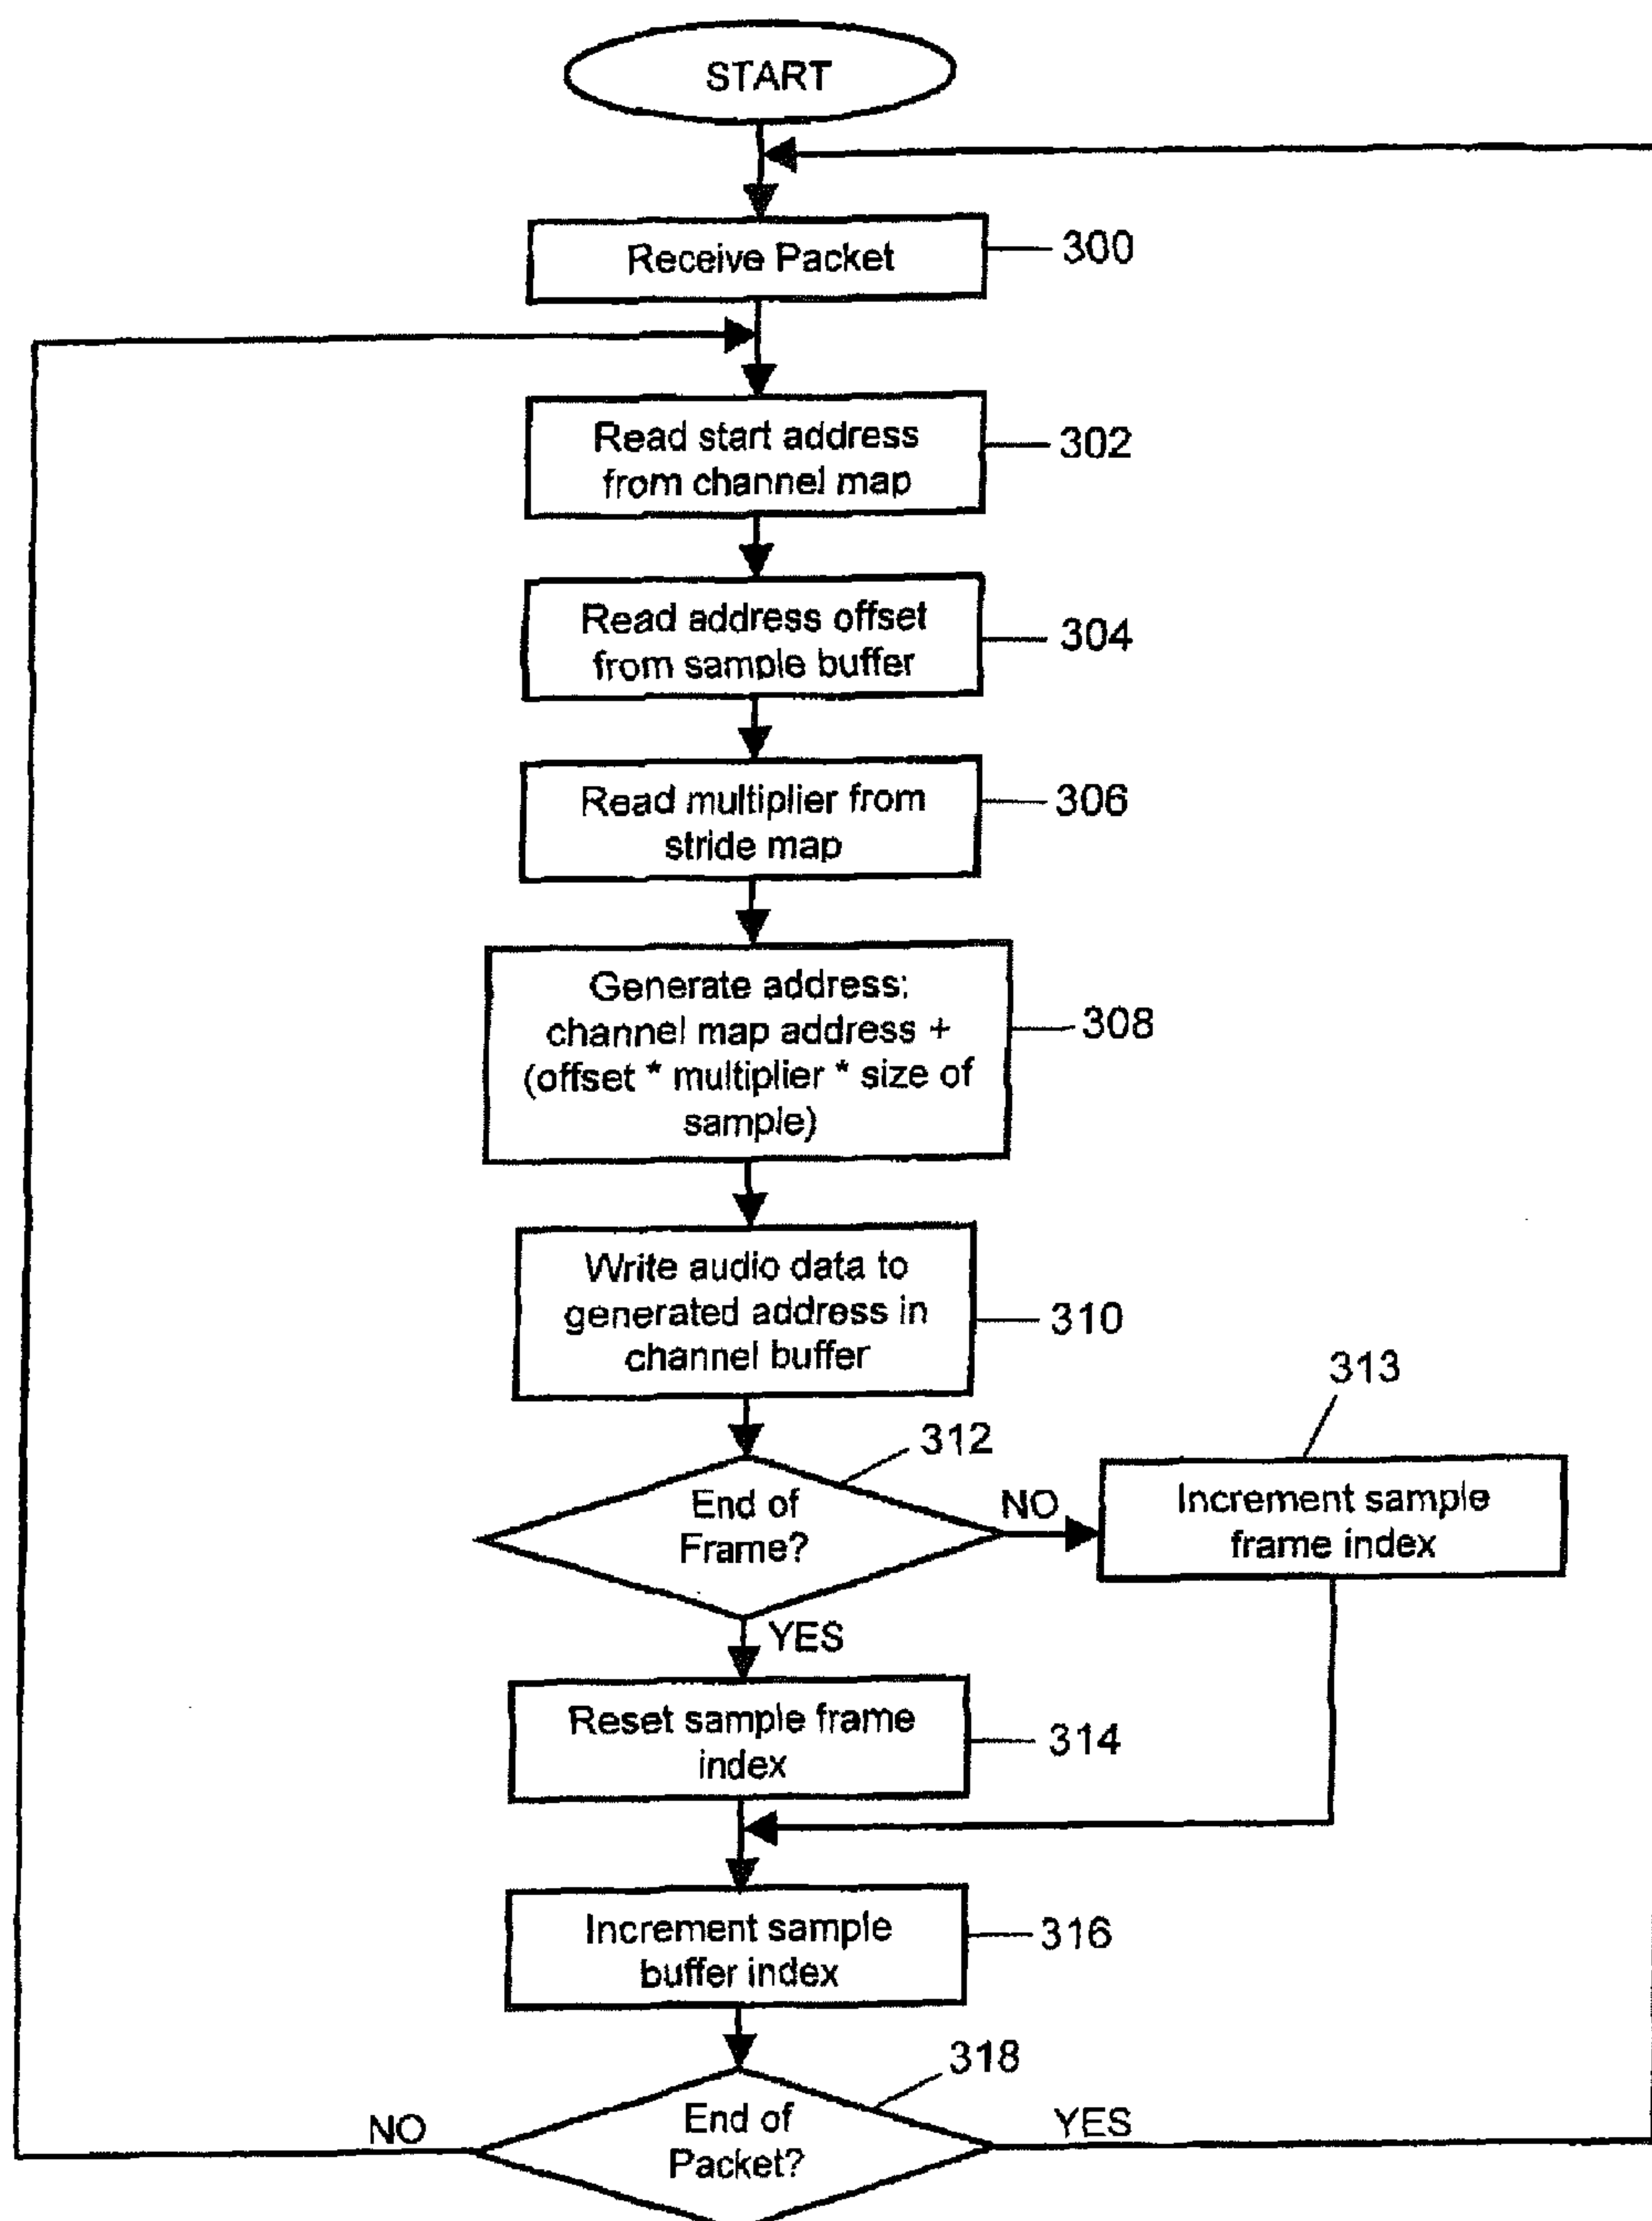 START
Receive Packet
300
Read start address
from channel map
302
Read address offset
from sample buffer
304
Read multiplier from
stride map
306
Generate address:
channel map address +
(offset * multiplier * size of
sample)
308
Write audio data to
generated address in
channel buffer
310
312
End of
Frame?
NO
313
Increment sample
frame index
YES
Reset sample frame
index
314
Increment sample
buffer index
316
318
End of
Packet?
NO
YES